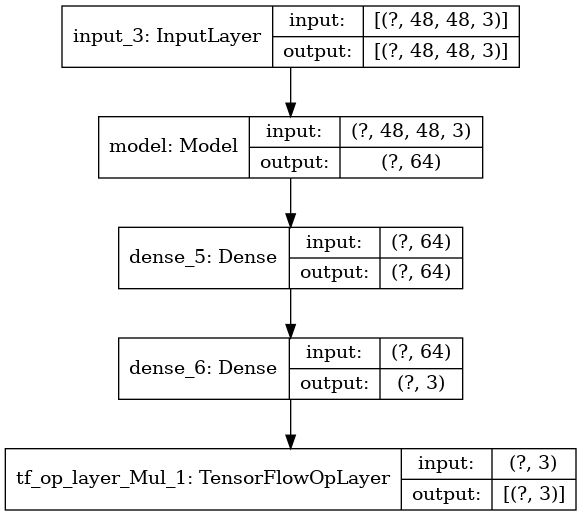 input_3: InputLayer
input: [(?, 48, 48, 3)]
output: [(?, 48, 48, 3)]
model: Model
input: (?, 48, 48, 3)
output: (?, 64)
dense_5: Dense
input: (?, 64)
output: (?, 64)
dense_6: Dense
input: (?, 64)
output: (?, 3)
tf_op_layer_Mul_1: TensorFlowOpLayer
input: (?, 3)
output: [(?, 3)]